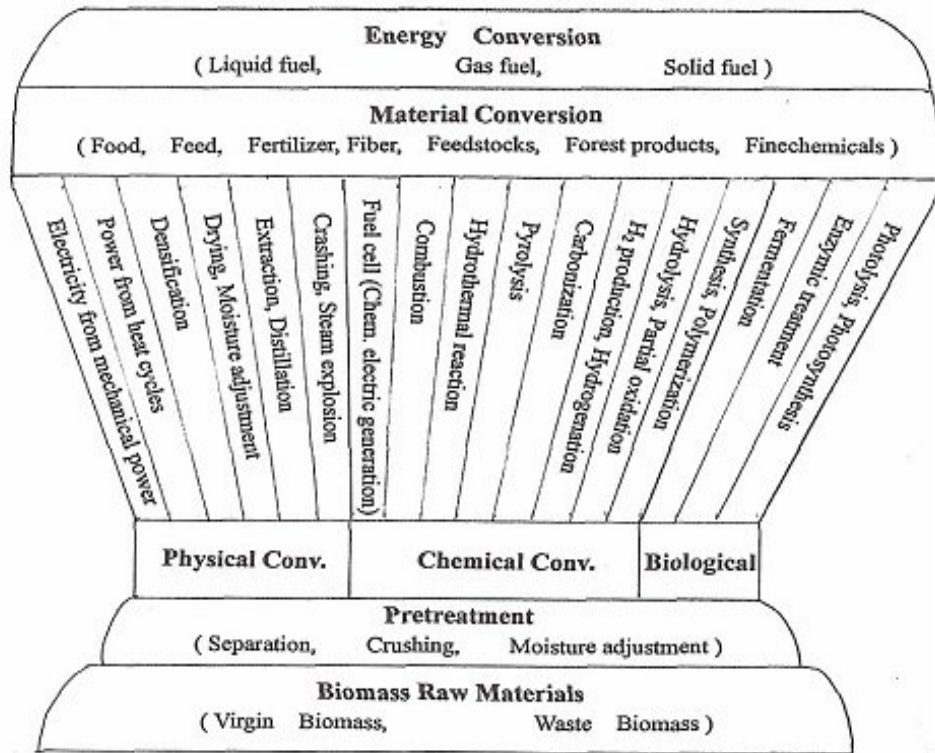 Energy Conversion
( Liquid fuel, Gas fuel, Solid fuel )
Material Conversion
( Food, Feed, Fertilizer, Fiber, Feedstocks, Forest products, Finechemicals )
Electricity from mechanical power
Power from heat cycles
Densification
Drying, Moisture adjustment
Extraction, Distillation
Crashing, Steam explosion
Fuel cell (Chem. electric generation)
Combustion
Hydrothermal reaction
Pyrolysis
Carbonization
H₂ production, Hydrogenation
Hydrolysis, Partial oxidation
Synthesis, Polymerization
Fermentation
Enzymic treatment
Photolysis, Photosynthesis
Physical Conv.
Chemical Conv.
Biological
Pretreatment
( Separation, Crushing, Moisture adjustment )
Biomass Raw Materials
( Virgin Biomass, Waste Biomass )